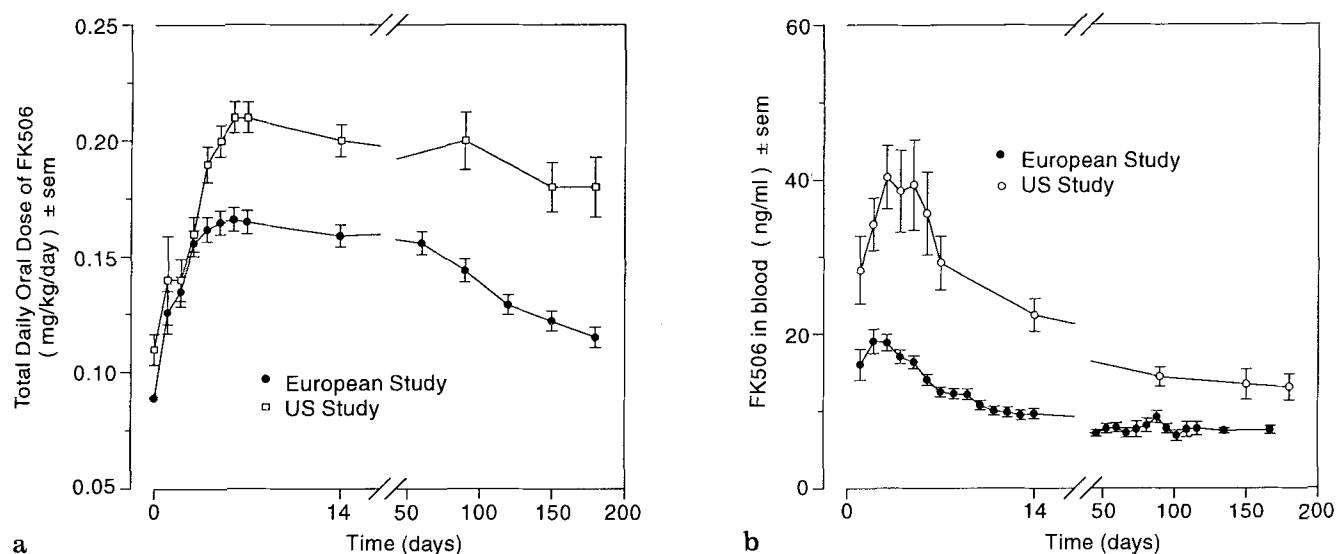 0.25
0.20
0.15
0.10
0.05
Total Daily Oral Dose of FK506
( mg/kg/day ) ± sem
European Study
US Study
0
14
50
100
150
200
Time (days)
a
60
40
20
0
FK506 in blood ( ng/ml ) ± sem
European Study
US Study
0
14
50
100
150
200
Time (days)
b